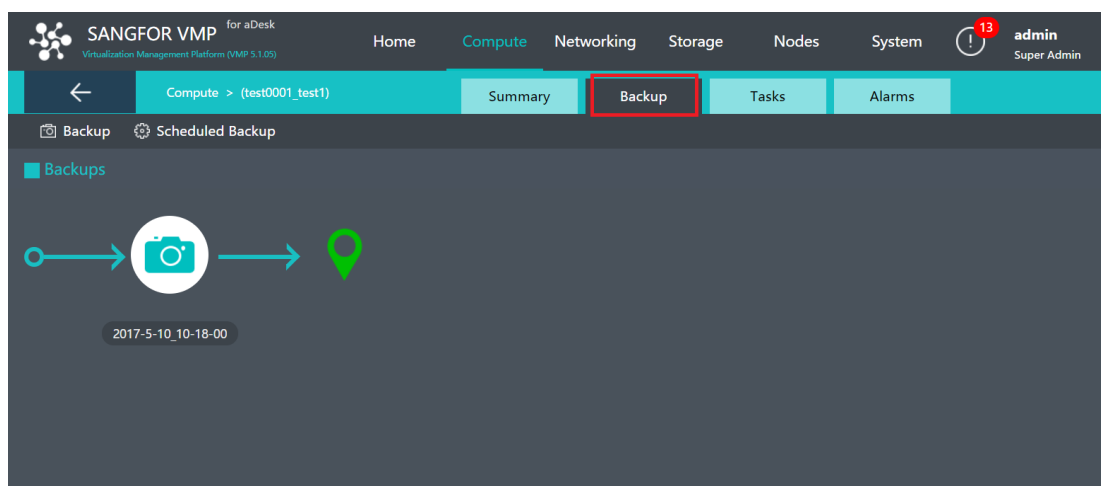 SANGFOR VMP for aDesk
Virtualization Management Platform (VMP 5.1.05)
Home Compute Networking Storage Nodes System 13 admin
Super Admin
Compute > (test0001_test1) Summary Backup Tasks Alarms
Backup Scheduled Backup
Backups
2017-5-10_10-18-00